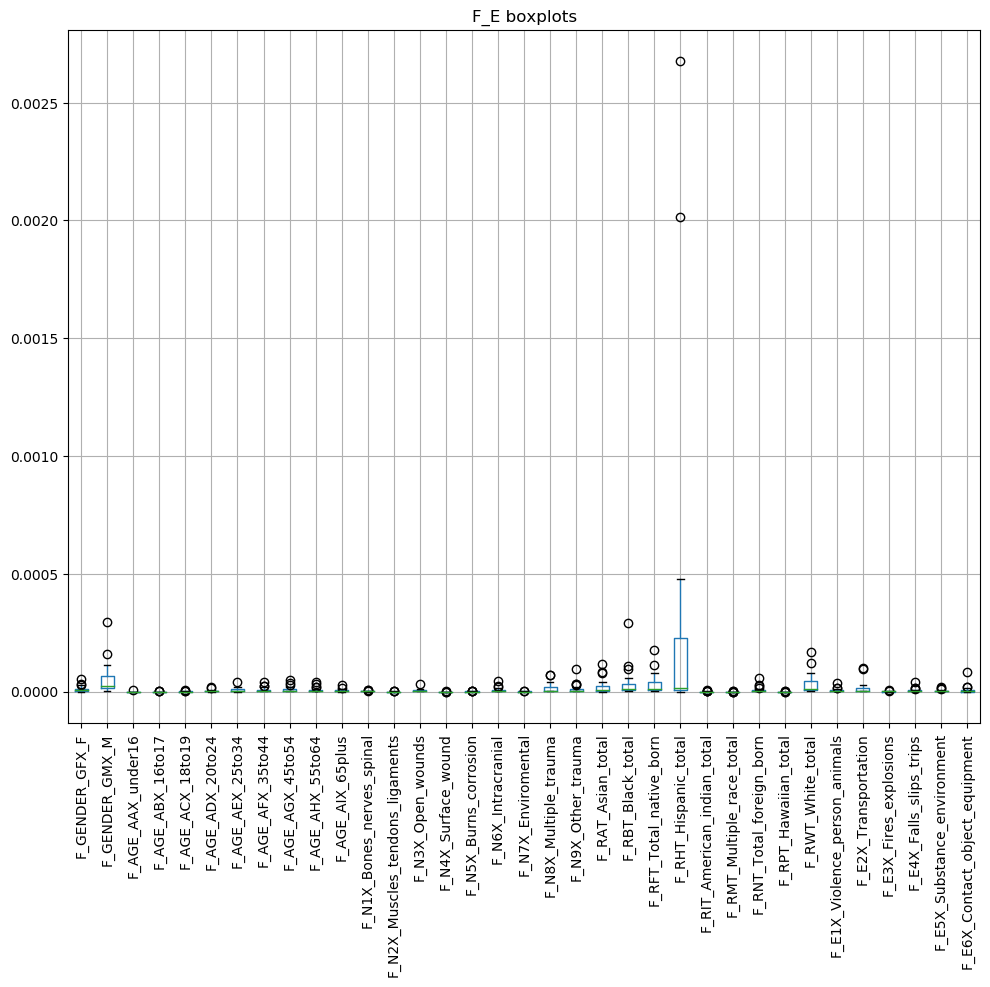 F_E boxplots
0.0025
0.0020
0.0015
0.0010
0.0005
0.0000
F_GENDER_GFX_F
F_GENDER_GMX_M
F_AGE_AAX_under16
F_AGE_ABX_16to17
F_AGE_ACX_18to19
F_AGE_ADX_20to24
F_AGE_AEX_25to34
F_AGE_AFX_35to44
F_AGE_AGX_45to54
F_AGE_AHX_55to64
F_AGE_AIX_65plus
F_N1X_Bones_nerves_spinal
F_N2X_Muscles_tendons_ligaments
F_N3X_Open_wounds
F_N4X_Surface_wound
F_N5X_Burns_corrosion
F_N6X_Intracranial
F_N7X_Enviromental
F_N8X_Multiple_trauma
F_N9X_Other_trauma
F_RAT_Asian_total
F_RBT_Black_total
F_RFT_Total_native_born
F_RHT_Hispanic_total
F_RIT_American_indian_total
F_RMT_Multiple_race_total
F_RNT_Total_foreign_born
F_RPT_Hawaiian_total
F_RWT_White_total
F_E1X_Violence_person_animals
F_E2X_Transportation
F_E3X_Fires_explosions
F_E4X_Falls_slips_trips
F_E5X_Substance_environment
F_E6X_Contact_object_equipment